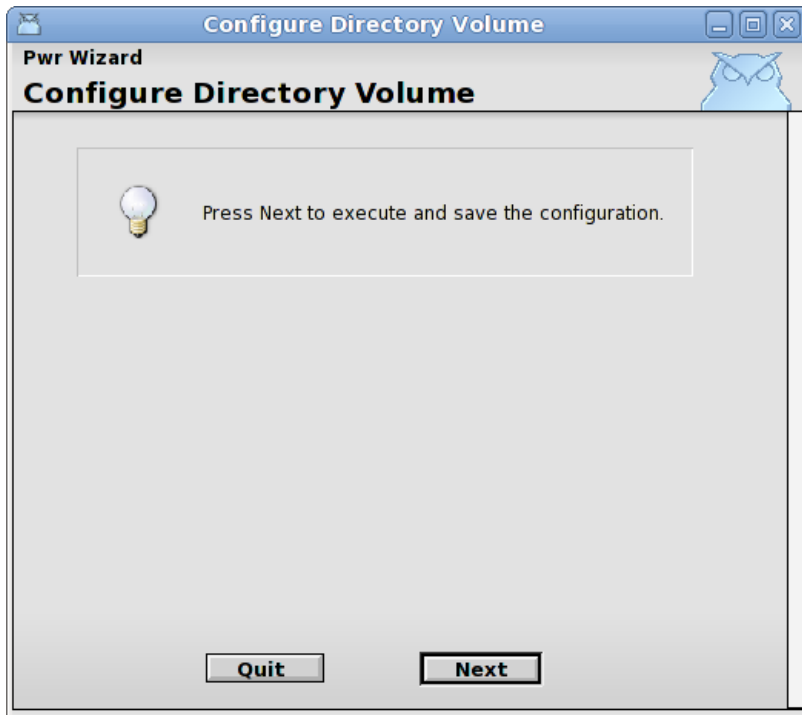 Configure Directory Volume
Pwr Wizard
Configure Directory Volume
Press Next to execute and save the configuration.
Quit
Next